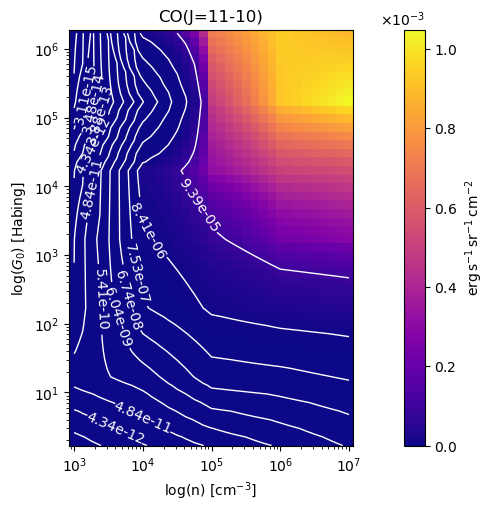 CO(J=11-10)
×10⁻³
10⁶
10⁵
10⁴
10³
10²
10¹
log(G₀) [Habing]
10³
10⁴
10⁵
10⁶
10⁷
log(n) [cm⁻³]
4.84e-11
5.41e-10
6.04e-09
6.74e-08
7.53e-07
8.41e-06
9.39e-05
4.84e-11
4.34e-12
1.0
0.8
0.6
0.4
0.2
0.0
erg s⁻¹ sr⁻¹ cm⁻²